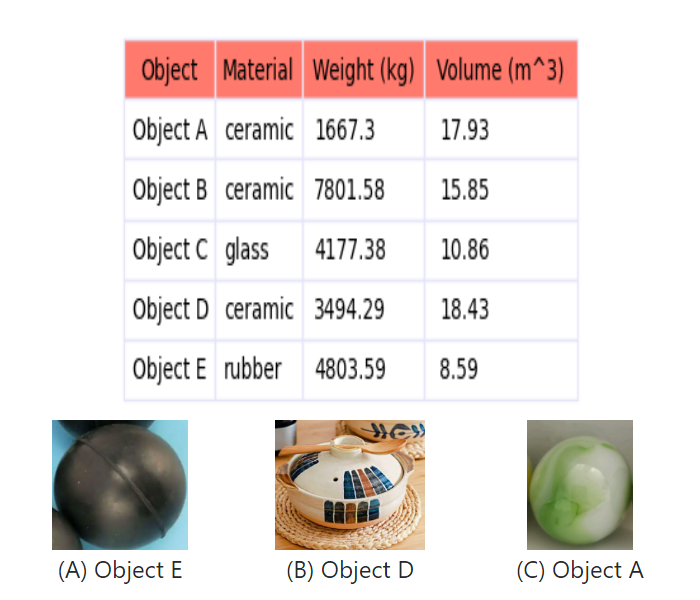 Object Material Weight (kg) Volume (m^3)
Object A ceramic 1667.3 17.93
Object B ceramic 7801.58 15.85
Object C glass 4177.38 10.86
Object D ceramic 3494.29 18.43
Object E rubber 4803.59 8.59
(A) Object E (B) Object D (C) Object A